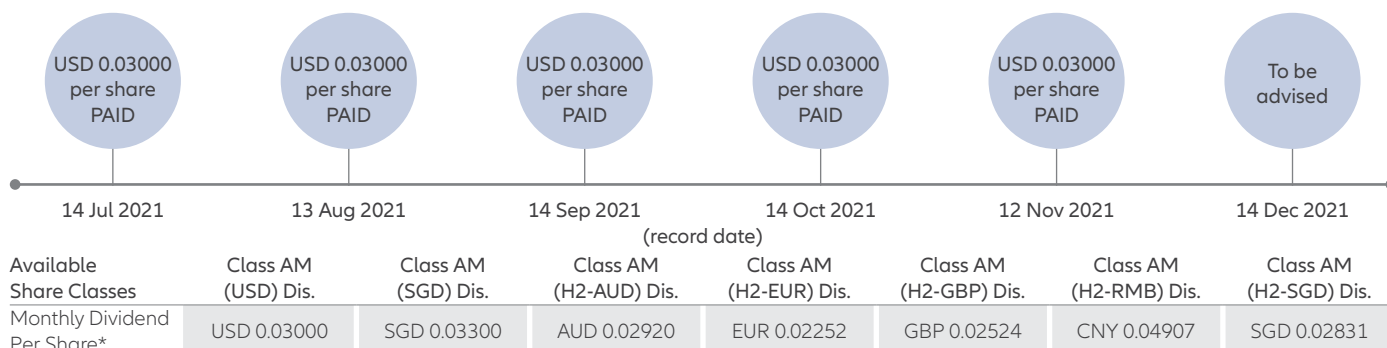 USD 0.03000
per share
PAID
USD 0.03000
per share
PAID
USD 0.03000
per share
PAID
USD 0.03000
per share
PAID
USD 0.03000
per share
PAID
To be
advised
14 Jul 2021
13 Aug 2021
14 Sep 2021
14 Oct 2021
12 Nov 2021
14 Dec 2021
(record date)
Available
Share Classes
Class AM
(USD) Dis.
Class AM
(SGD) Dis.
Class AM
(H2-AUD) Dis.
Class AM
(H2-EUR) Dis.
Class AM
(H2-GBP) Dis.
Class AM
(H2-RMB) Dis.
Class AM
(H2-SGD) Dis.
Monthly Dividend
Per Share*
USD 0.03000
SGD 0.03300
AUD 0.02920
EUR 0.02252
GBP 0.02524
CNY 0.04907
SGD 0.02831